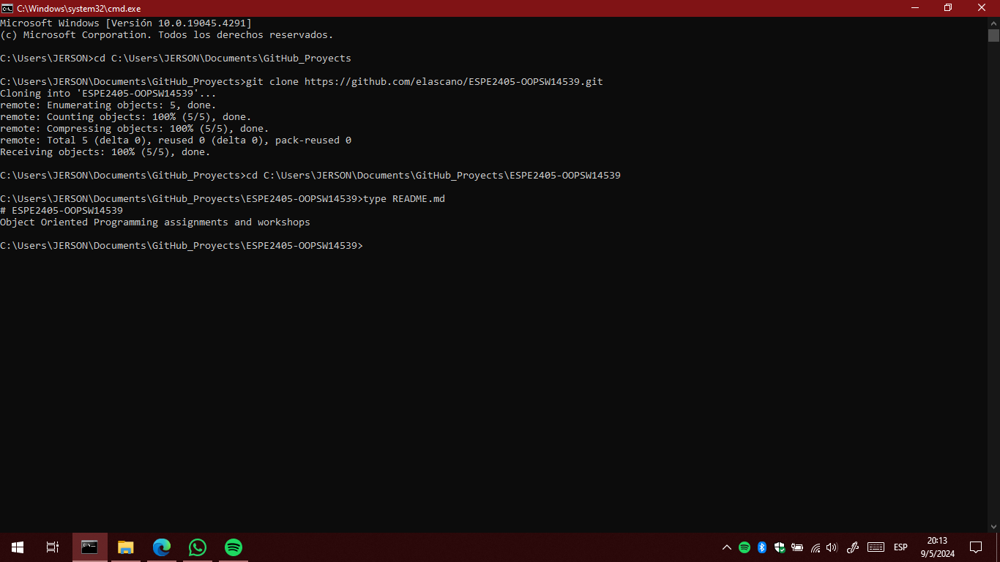 C:\Windows\system32\cmd.exe
Microsoft Windows [Versión 10.0.19045.4291]
(c) Microsoft Corporation. Todos los derechos reservados.
C:\Users\JERSON>cd C:\Users\JERSON\Documents\GitHub_Proyects
C:\Users\JERSON\Documents\GitHub_Proyects>git clone https://github.com/elascano/ESPE2405-OOPSW14539.git
Cloning into 'ESPE2405-OOPSW14539'...
remote: Enumerating objects: 5, done.
remote: Counting objects: 100% (5/5), done.
remote: Compressing objects: 100% (5/5), done.
remote: Total 5 (delta 0), reused 0 (delta 0), pack-reused 0
Receiving objects: 100% (5/5), done.
C:\Users\JERSON\Documents\GitHub_Proyects>cd C:\Users\JERSON\Documents\GitHub_Proyects\ESPE2405-OOPSW14539
C:\Users\JERSON\Documents\GitHub_Proyects\ESPE2405-OOPSW14539>type README.md
# ESPE2405-OOPSW14539
Object Oriented Programming assignments and workshops
C:\Users\JERSON\Documents\GitHub_Proyects\ESPE2405-OOPSW14539>
ESP
20:13
9/5/2024